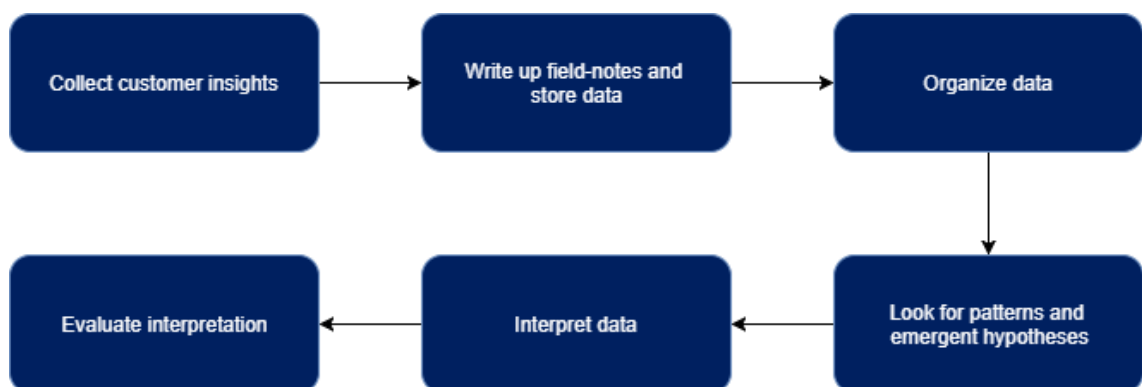 Collect customer insights
Write up field-notes and
store data
Organize data
Look for patterns and
emergent hypotheses
Interpret data
Evaluate interpretation